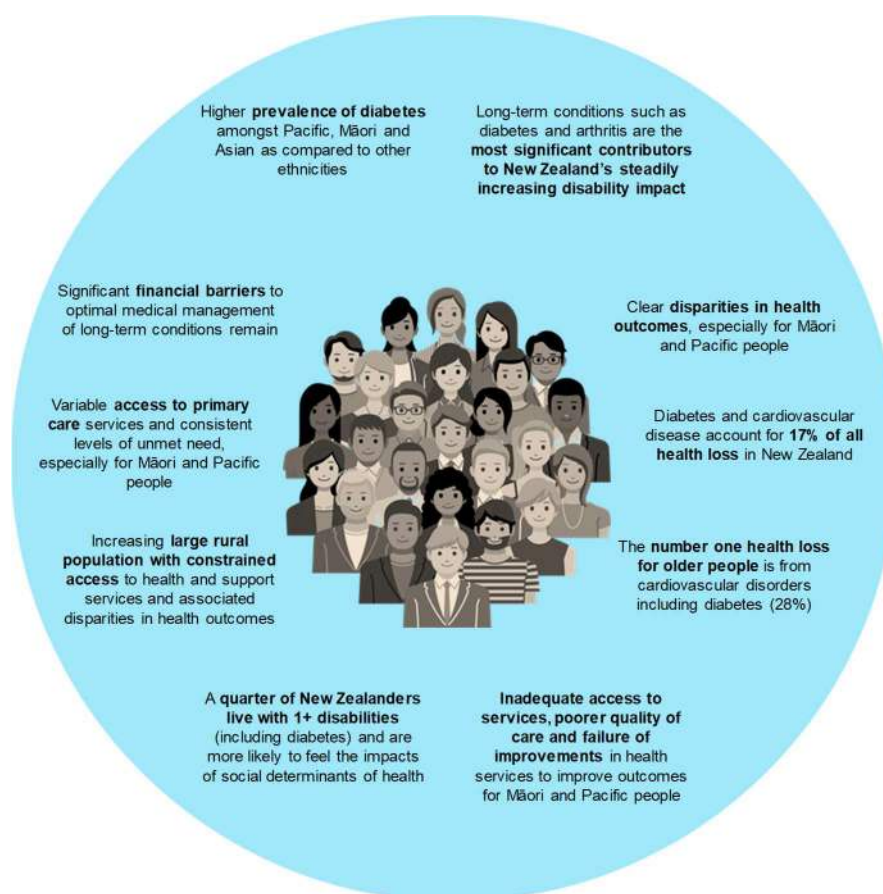 Higher prevalence of diabetes
amongst Pacific, Māori and
Asian as compared to other
ethnicities
Long-term conditions such as
diabetes and arthritis are the
most significant contributors
to New Zealand’s steadily
increasing disability impact
Significant financial barriers to
optimal medical management
of long-term conditions remain
Clear disparities in health
outcomes, especially for Māori
and Pacific people
Variable access to primary
care services and consistent
levels of unmet need,
especially for Māori and Pacific
people
Diabetes and cardiovascular
disease account for 17% of all
health loss in New Zealand
Increasing large rural
population with constrained
access to health and support
services and associated
disparities in health outcomes
The number one health loss
for older people is from
cardiovascular disorders
including diabetes (28%)
A quarter of New Zealanders
live with 1+ disabilities
(including diabetes) and are
more likely to feel the impacts
of social determinants of health
Inadequate access to
services, poorer quality of
care and failure of
improvements in health
services to improve outcomes
for Māori and Pacific people